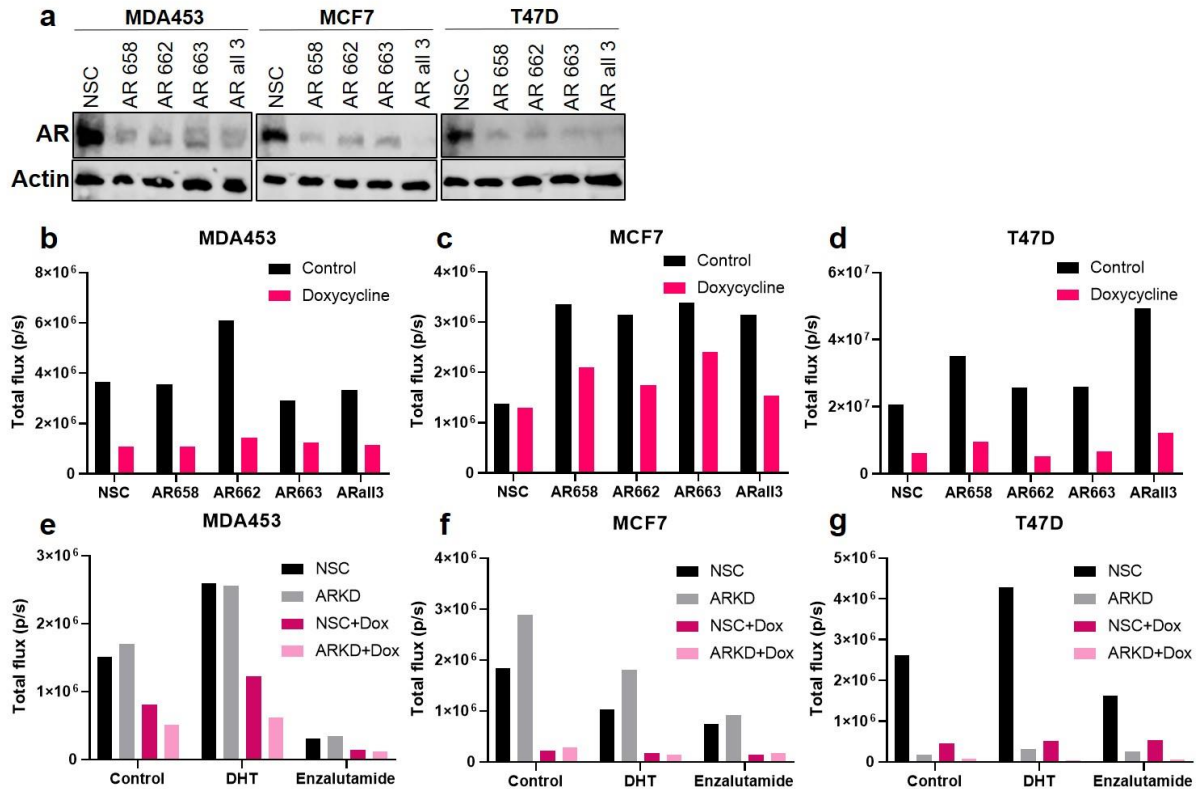 a
MDA453 MCF7 T47D
NSC AR 658 AR 662 AR 663 AR all 3 NSC AR 658 AR 662 AR 663 AR all 3 NSC AR 658 AR 662 AR 663 AR all 3
AR
Actin
b MDA453
Total flux (p/s)
8×10⁶
6×10⁶
4×10⁶
2×10⁶
0
Control
Doxycycline
NSC AR658 AR662 AR663 ARall3
c MCF7
Total flux (p/s)
4×10⁶
3×10⁶
2×10⁶
1×10⁶
0
Control
Doxycycline
NSC AR658 AR662 AR663 ARall3
d T47D
Total flux (p/s)
6×10⁷
4×10⁷
2×10⁷
0
Control
Doxycycline
NSC AR658 AR662 AR663 ARall3
e MDA453
Total flux (p/s)
3×10⁶
2×10⁶
1×10⁶
0
NSC
ARKD
NSC+Dox
ARKD+Dox
Control DHT Enzalutamide
f MCF7
Total flux (p/s)
4×10⁶
3×10⁶
2×10⁶
1×10⁶
0
NSC
ARKD
NSC+Dox
ARKD+Dox
Control DHT Enzalutamide
g T47D
Total flux (p/s)
5×10⁶
4×10⁶
3×10⁶
2×10⁶
1×10⁶
0
NSC
ARKD
NSC+Dox
ARKD+Dox
Control DHT Enzalutamide